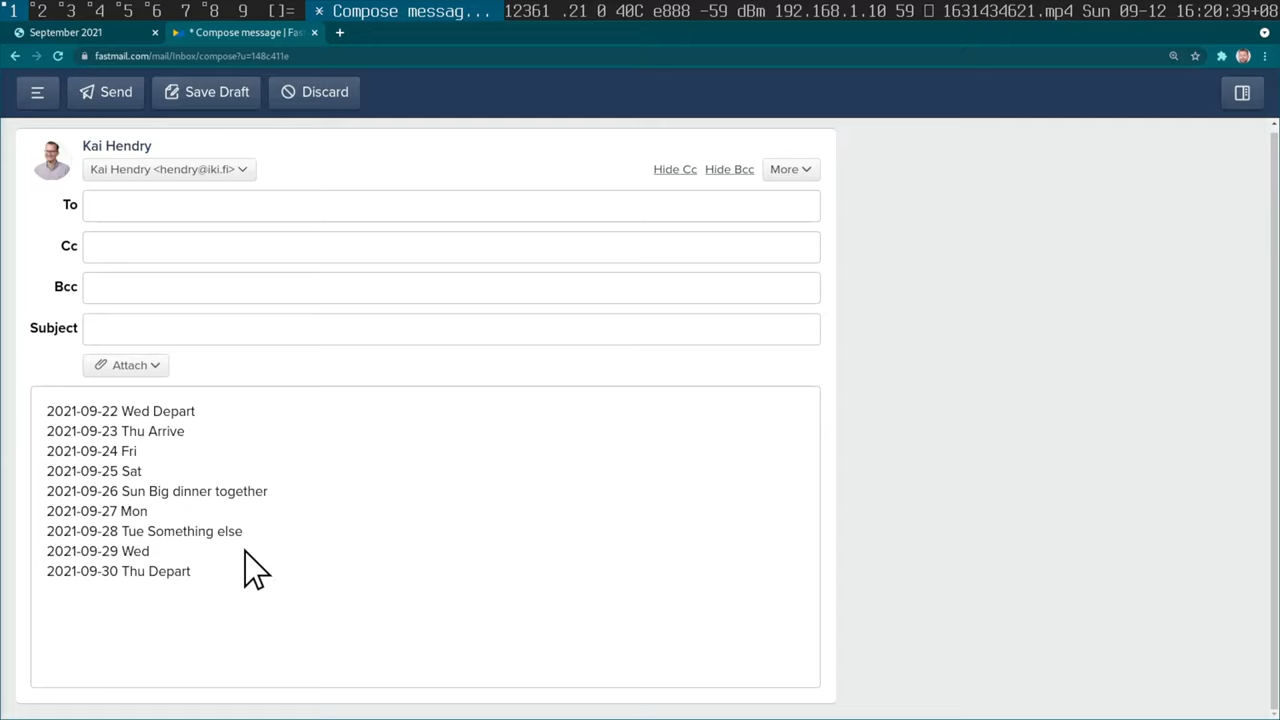 1 2 3 4 5 6 7 8 9 []= * Compose messag... 12361 .21 0 40C e888 59 dBm 192.168.1.10 59 1631434621.mp4 Sun 09-12 16:20:39+08
September 2021 * Compose message | Fas
fastmail.com/mail/Inbox/compose?u=148c411e
Send Save Draft Discard
Kai Hendry
Kai Hendry <hendry@iki.fi> Hide Cc Hide Bcc More
To
Cc
Bcc
Subject
Attach
2021-09-22 Wed Depart
2021-09-23 Thu Arrive
2021-09-24 Fri
2021-09-25 Sat
2021-09-26 Sun Big dinner together
2021-09-27 Mon
2021-09-28 Tue Something else
2021-09-29 Wed
2021-09-30 Thu Depart